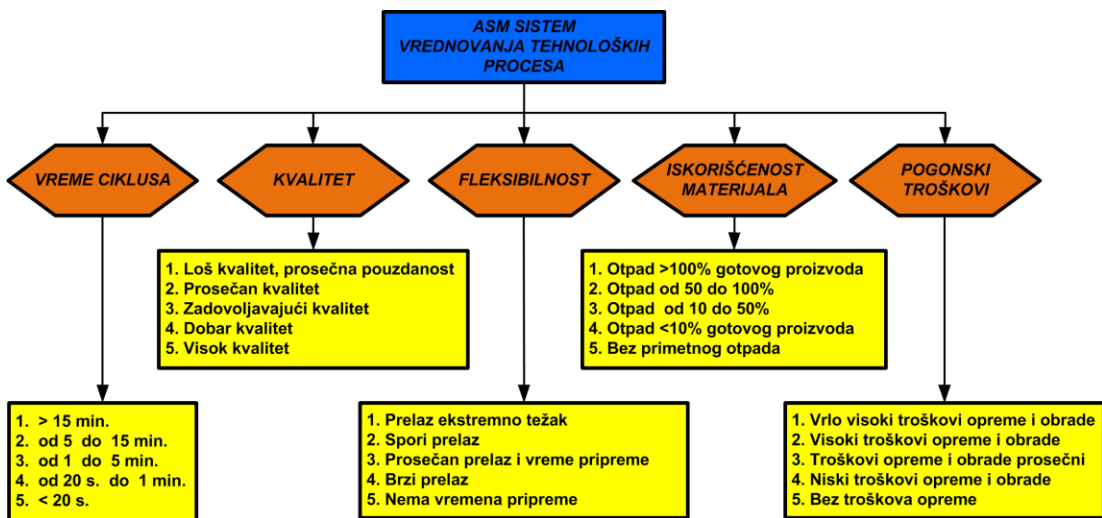 ASM SISTEM
VREDNOVANJA TEHNOLOŠKIH
PROCESA
VREME CIKLUSA
KVALITET
FLEKSIBILNOST
ISKORIŠĆENOST
MATERIJALA
POGONSKI
TROŠKOVI
1. Loš kvalitet, prosečna pouzdanost
2. Prosečan kvalitet
3. Zadovoljavajući kvalitet
4. Dobar kvalitet
5. Visok kvalitet
1. Otpad >100% gotovog proizvoda
2. Otpad od 50 do 100%
3. Otpad od 10 do 50%
4. Otpad <10% gotovog proizvoda
5. Bez primetnog otpada
1. > 15 min.
2. od 5 do 15 min.
3. od 1 do 5 min.
4. od 20 s. do 1 min.
5. < 20 s.
1. Prelaz ekstremno težak
2. Spori prelaz
3. Prosečan prelaz i vreme pripreme
4. Brzi prelaz
5. Nema vremena pripreme
1. Vrlo visoki troškovi opreme i obrade
2. Visoki troškovi opreme i obrade
3. Troškovi opreme i obrade prosečni
4. Niski troškovi opreme i obrade
5. Bez troškova opreme